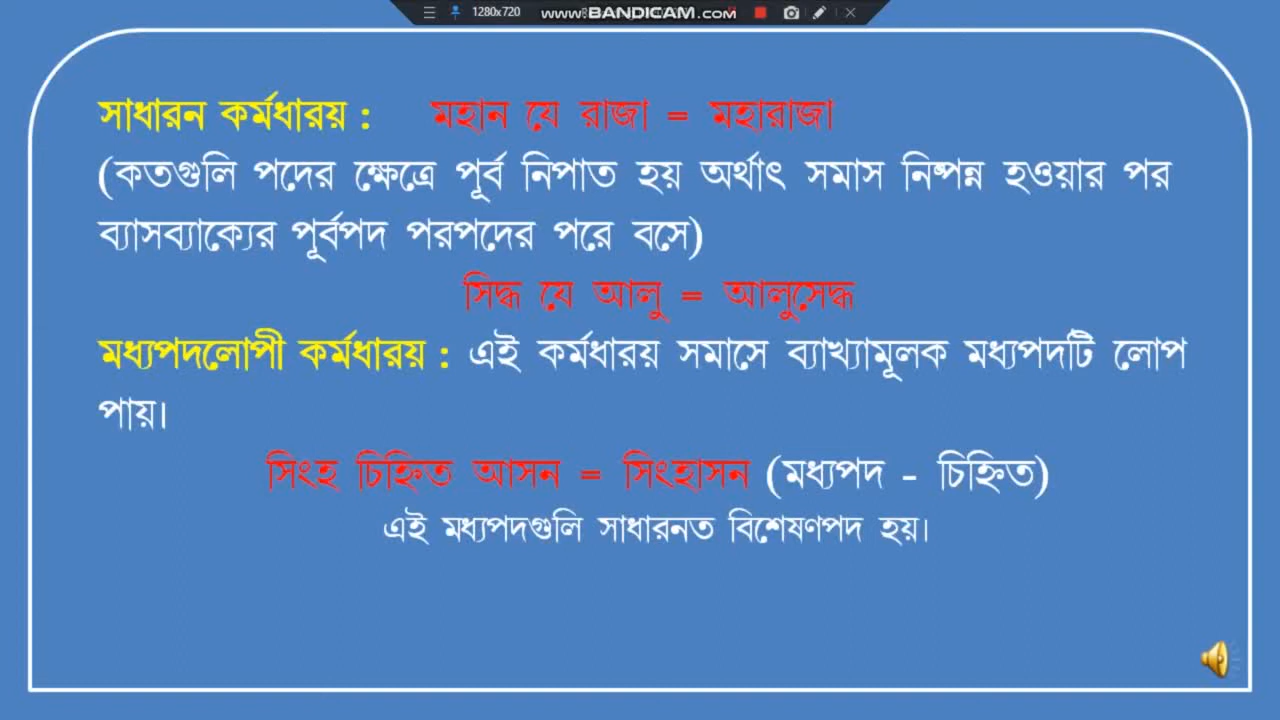 1280x720 www.BANDICAM.com
সাধারন কর্মধারয় : মহান যে রাজা = মহারাজা
(কতগুলি পদের ক্ষেত্রে পূর্ব নিপাত হয় অর্থাৎ সমাস নিষ্পন্ন হওয়ার পর
ব্যাসব্যাক্যের পূর্বপদ পরপদের পরে বসে)
সিদ্ধ যে আলু = আলুসেদ্ধ
মধ্যপদলোপী কর্মধারয় : এই কর্মধারয় সমাসে ব্যাখ্যামূলক মধ্যপদটি লোপ
পায়।
সিংহ চিহ্নিত আসন = সিংহাসন (মধ্যপদ - চিহ্নিত)
এই মধ্যপদগুলি সাধারনত বিশেষণপদ হয়।